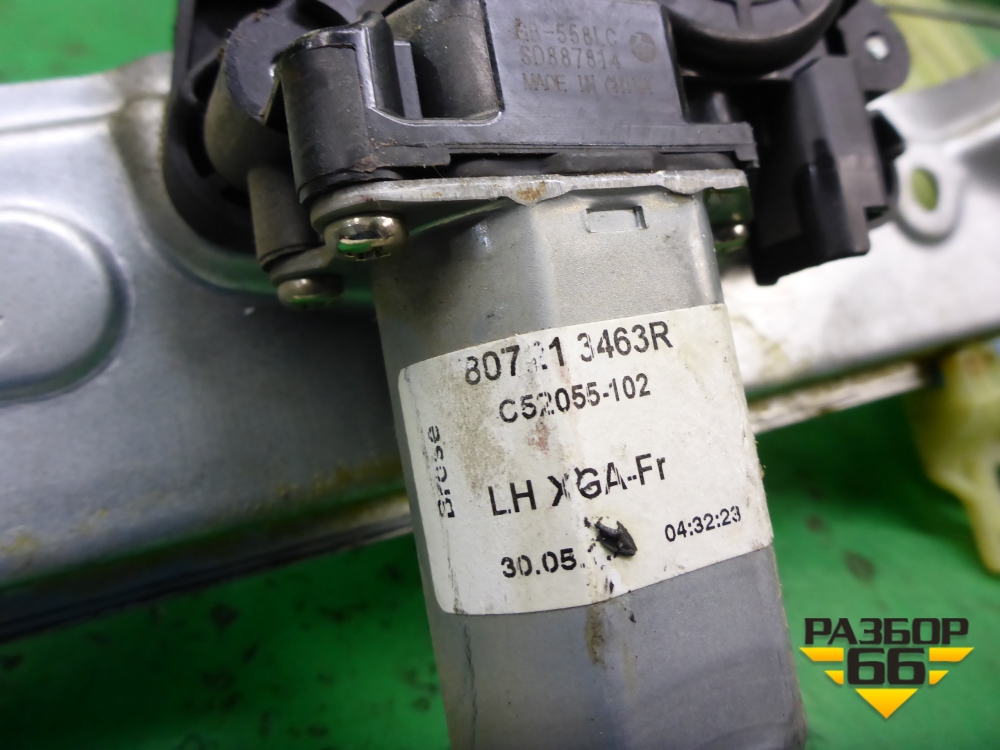 SD887814
MADE IN CHINA
3463R
C52055-102
Brose
LH XGA-Fr
30.05.
04:32:23
РАЗБОР
66